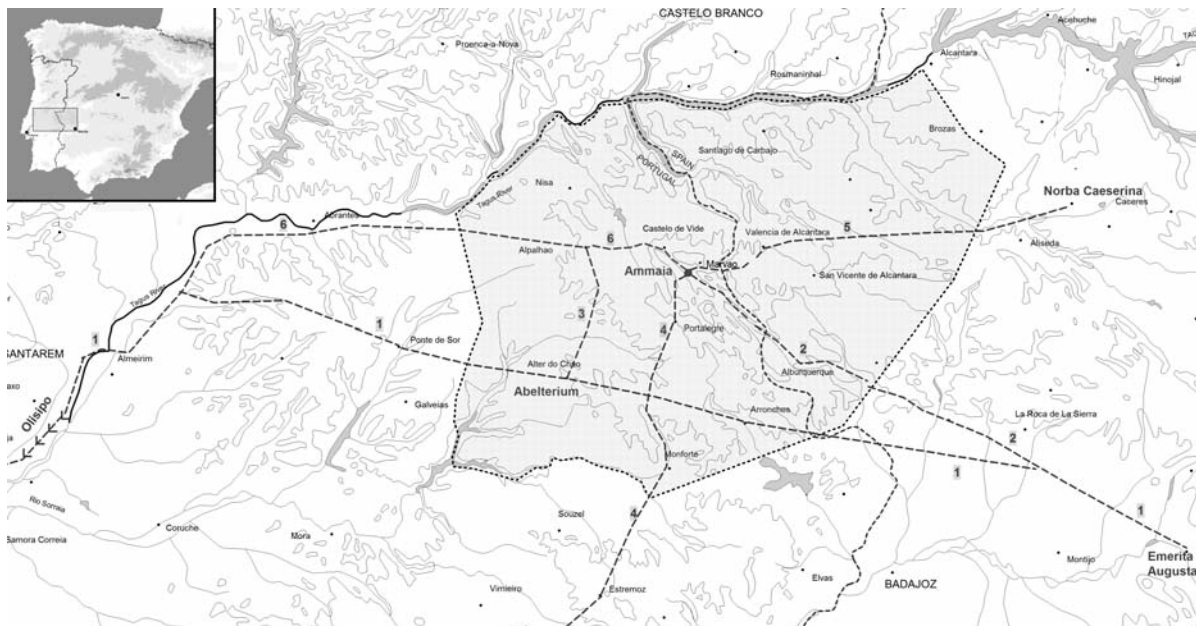 CASTELO BRANCO
Acebuche
Proenca-a-Nova
Alcantara
Rosmaninhal
Hinojal
Brozas
SPAIN
PORTUGAL
Santiago de Carbajo
Nisa
Tagus River
Norba Caeserina
Caceres
Abrantes
6
Castelo de Vide
Valencia de Alcantara
5
6
Aliseda
Alpalhao
Marvao
Ammaia
San Vicente de Alcantara
Tagus River
3
4
1
1
Portalegre
Ponte de Sor
2
SANTAREM
Almeirim
Alter do Chao
Alburquerque
Abelterium
Galveias
Olisipo
Arronches
La Roca de La Sierra
2
Monforte
1
Rio Sorraia
4
1
Souzel
Coruche
Mora
Samora Correia
Montijo
Emerita
Augusta
Elvas
BADAJOZ
Vimieiro
Estremoz